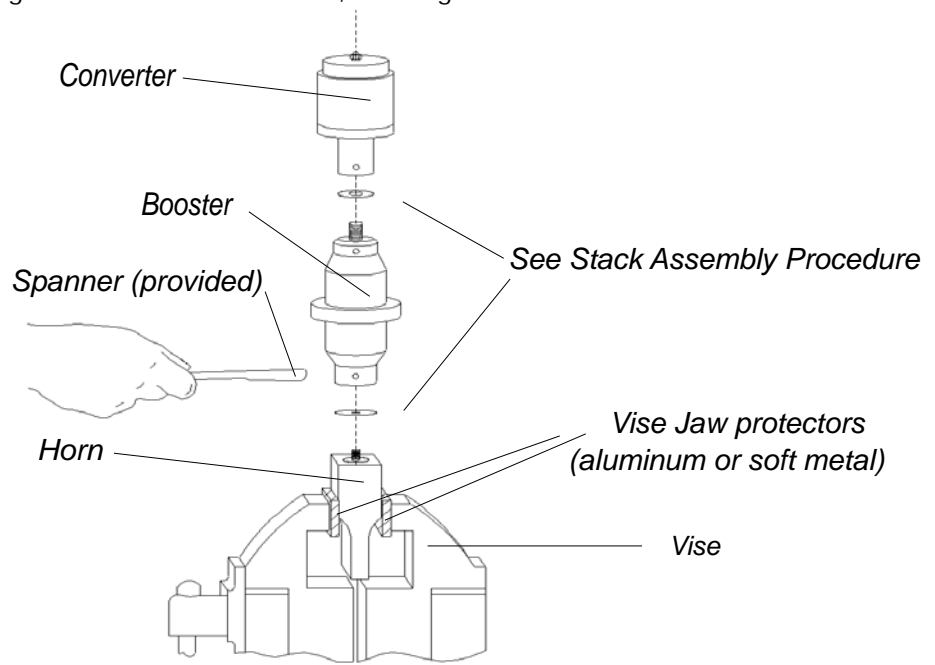 Converter
Booster
See Stack Assembly Procedure
Spanner (provided)
Vise Jaw protectors
(aluminum or soft metal)
Horn
Vise